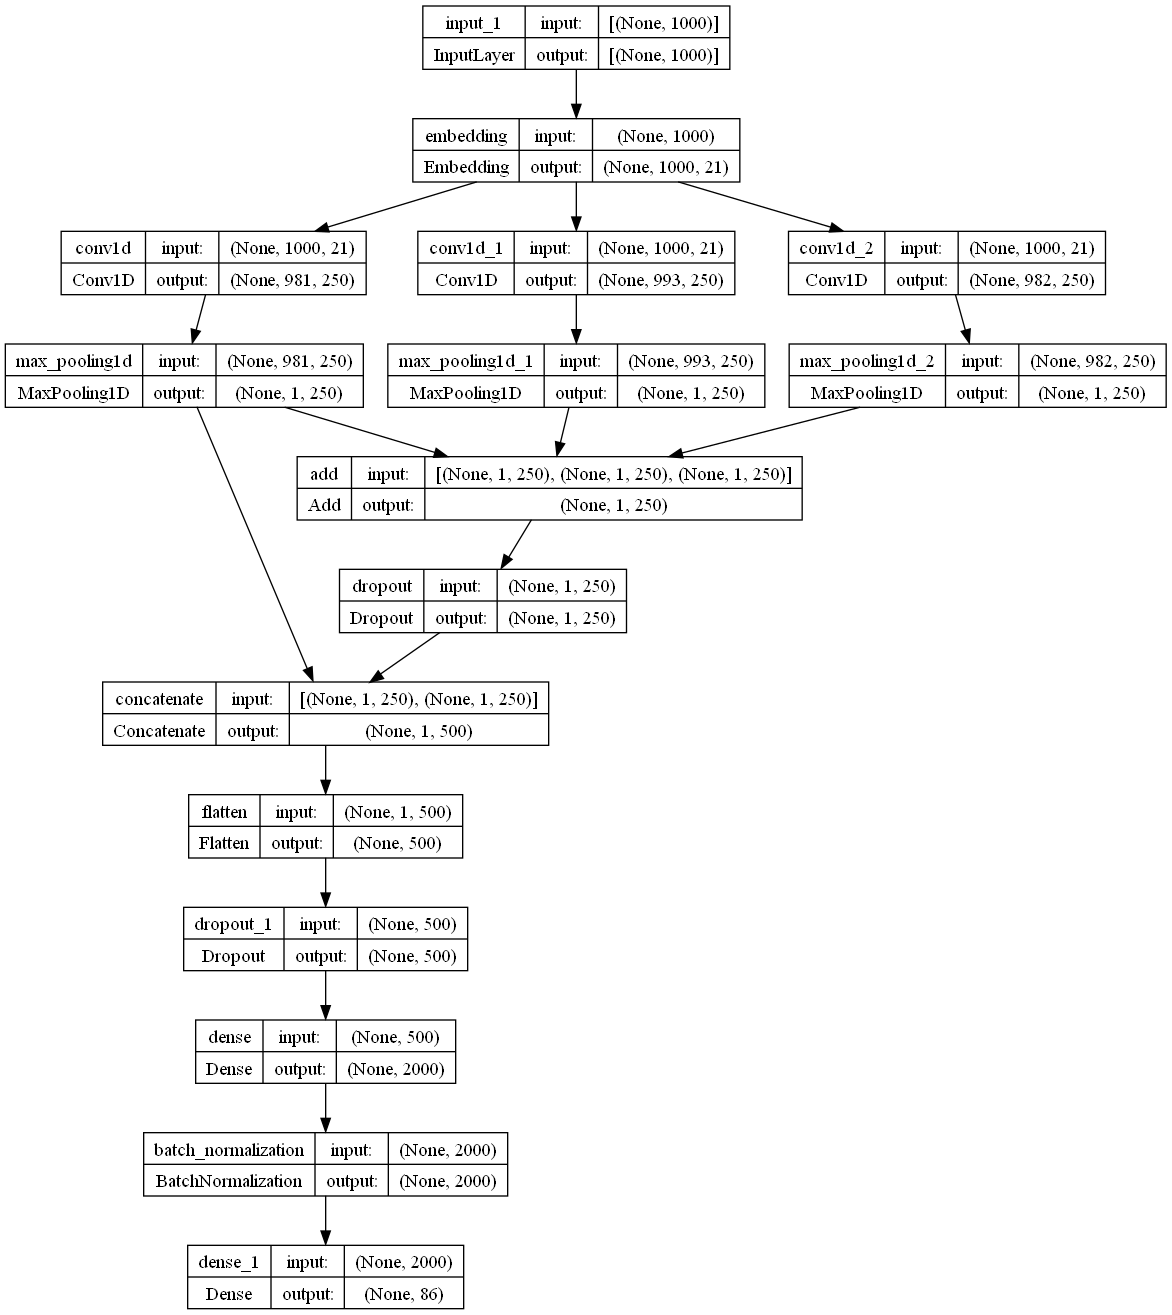 input_1 input: [(None, 1000)]
InputLayer output: [(None, 1000)]
embedding input: (None, 1000)
Embedding output: (None, 1000, 21)
conv1d input: (None, 1000, 21)
Conv1D output: (None, 981, 250)
conv1d_1 input: (None, 1000, 21)
Conv1D output: (None, 993, 250)
conv1d_2 input: (None, 1000, 21)
Conv1D output: (None, 982, 250)
max_pooling1d input: (None, 981, 250)
MaxPooling1D output: (None, 1, 250)
max_pooling1d_1 input: (None, 993, 250)
MaxPooling1D output: (None, 1, 250)
max_pooling1d_2 input: (None, 982, 250)
MaxPooling1D output: (None, 1, 250)
add input: [(None, 1, 250), (None, 1, 250), (None, 1, 250)]
Add output: (None, 1, 250)
dropout input: (None, 1, 250)
Dropout output: (None, 1, 250)
concatenate input: [(None, 1, 250), (None, 1, 250)]
Concatenate output: (None, 1, 500)
flatten input: (None, 1, 500)
Flatten output: (None, 500)
dropout_1 input: (None, 500)
Dropout output: (None, 500)
dense input: (None, 500)
Dense output: (None, 2000)
batch_normalization input: (None, 2000)
BatchNormalization output: (None, 2000)
dense_1 input: (None, 2000)
Dense output: (None, 86)